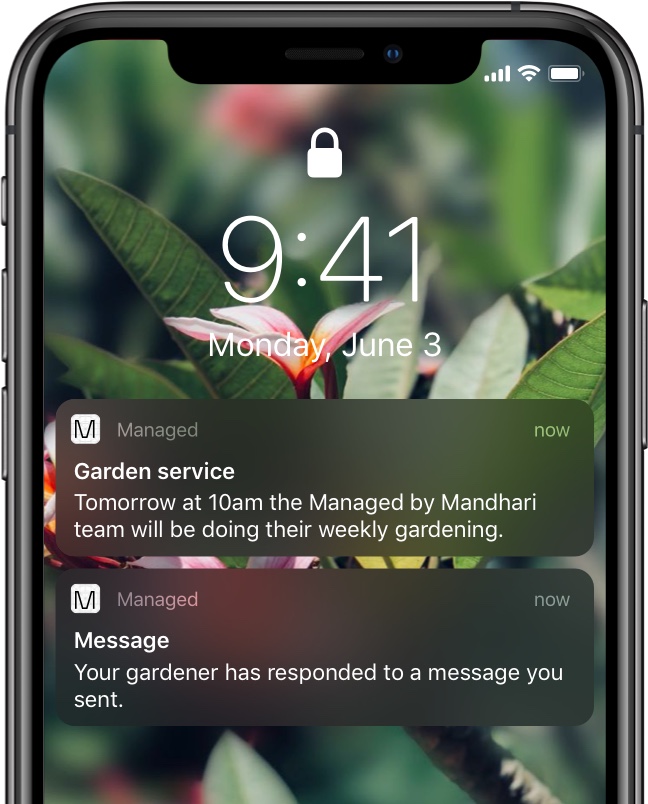 9:41
Monday, June 3
M Managed now
Garden service
Tomorrow at 10am the Managed by Mandhari
team will be doing their weekly gardening.
M Managed now
Message
Your gardener has responded to a message you
sent.